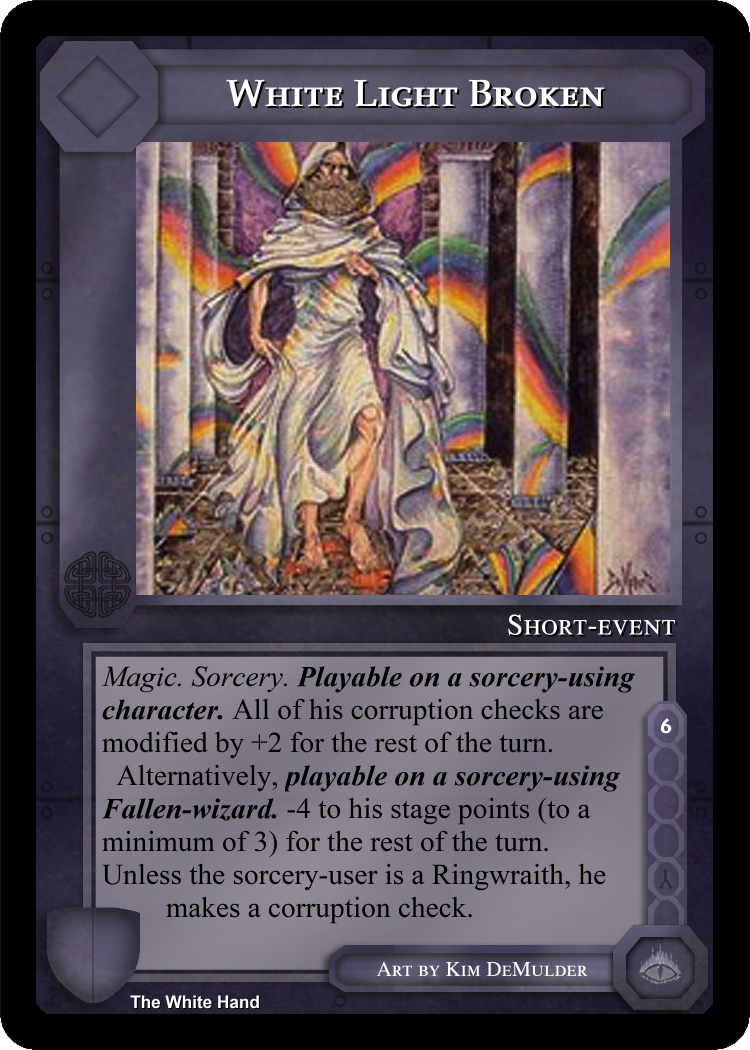 White Light Broken
DeMulder
Short-event
Magic. Sorcery. Playable on a sorcery-using
character. All of his corruption checks are
modified by +2 for the rest of the turn.
Alternatively, playable on a sorcery-using
Fallen-wizard. -4 to his stage points (to a
minimum of 3) for the rest of the turn.
Unless the sorcery-user is a Ringwraith, he
makes a corruption check.
6
Art by Kim DeMulder
The White Hand